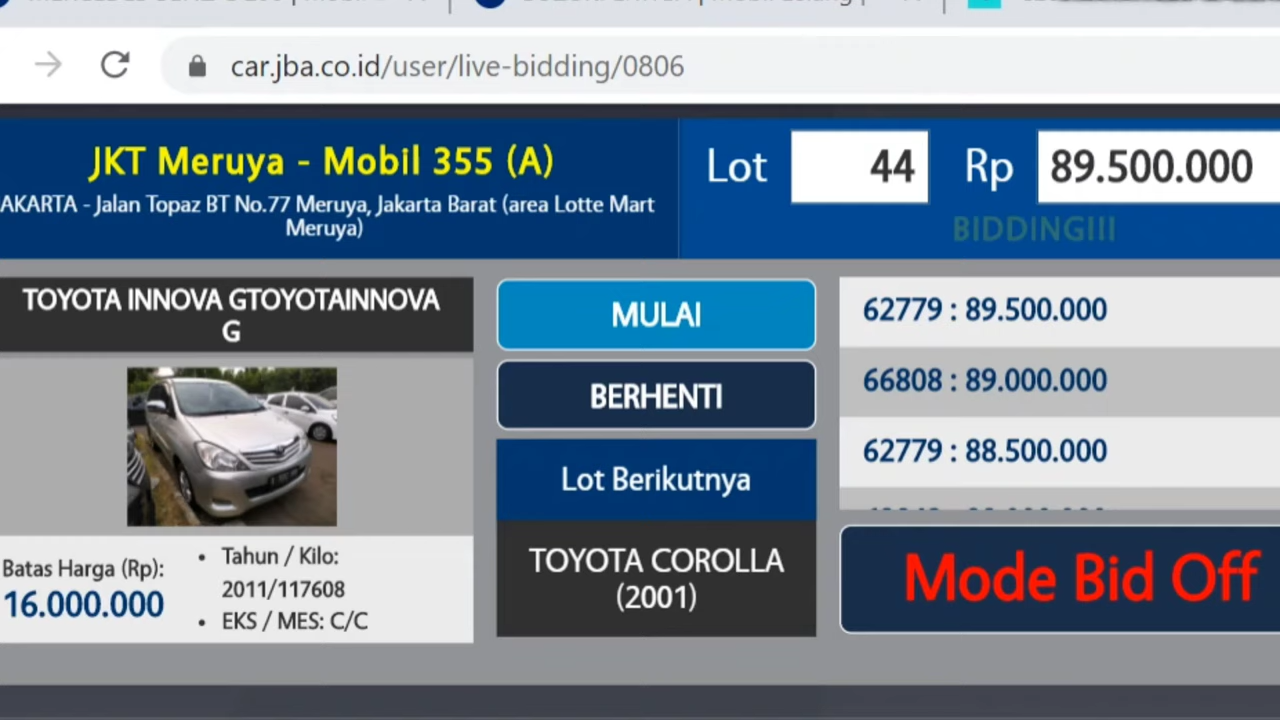 car.jba.co.id/user/live-bidding/0806
JKT Meruya - Mobil 355 (A)
AKARTA - Jalan Topaz BT No.77 Meruya, Jakarta Barat (area Lotte Mart
Meruya)
Lot 44 Rp 89.500.000
BIDDING!!!
TOYOTA INNOVA GTOYOTAINNOVA
G
Batas Harga (Rp):
16.000.000
• Tahun / Kilo:
2011/117608
• EKS / MES: C/C
MULAI
BERHENTI
Lot Berikutnya
TOYOTA COROLLA
(2001)
62779 : 89.500.000
66808 : 89.000.000
62779 : 88.500.000
Mode Bid Off